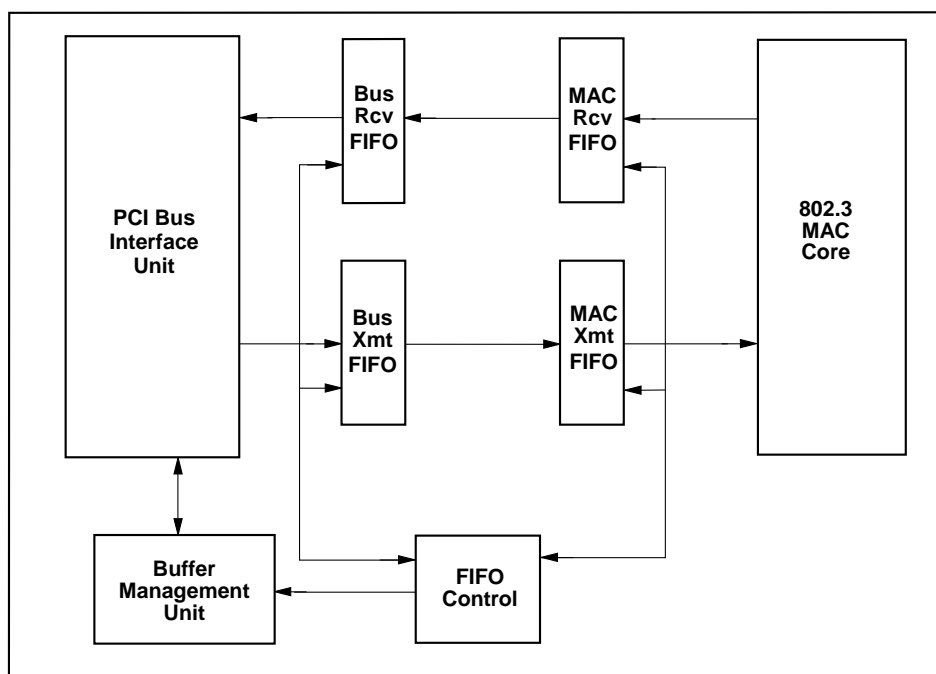 Bus
Rcv
FIFO
MAC
Rcv
FIFO
PCI Bus
Interface
Unit
802.3
MAC
Core
Bus
Xmt
FIFO
MAC
Xmt
FIFO
Buffer
Management
Unit
FIFO
Control